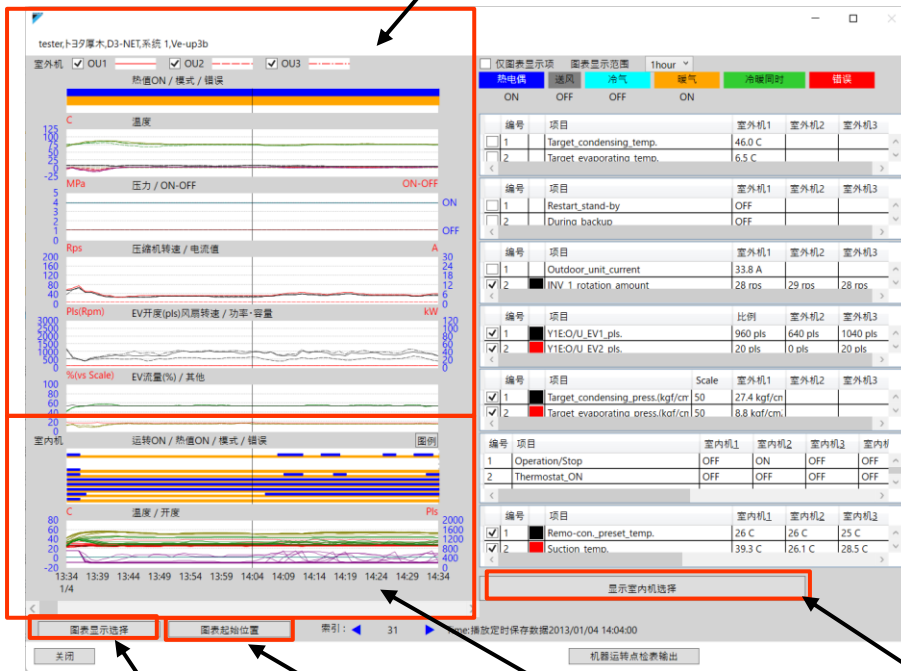 tester,トヨタ厚木,D3-NET,系统 1,Ve-up3b
室外机 OU1 OU2 OU3
热值ON / 模式 / 错误
C 温度
125
100
75
50
25
0
-25
MPa 压力 / ON-OFF ON-OFF
5
4 ON
3
2
1 OFF
0
Rps 压缩机转速 / 电流值 A
200 30
160 24
120 18
80 12
40 6
0 0
Pls(Rpm) EV开度(pls)风扇转速 / 功率·容量 kW
3000 120
2500 100
2000 80
1500 60
1000 40
500 20
0 0
%(vs Scale) EV流量(%) / 其他
100
80
60
40
20
0
室内机 运转ON / 热值ON / 模式 / 错误 图例
C 温度 / 开度 Pls
80 2000
60 1600
40 1200
20 800
0 400
-20 0
13:34 13:39 13:44 13:49 13:54 13:59 14:04 14:09 14:14 14:19 14:24 14:29 14:34
1/4
图表显示选择 图表起始位置 索引: 31 Time:播放定时保存数据2013/01/04 14:04:00
关闭 机器运转点检表输出
仅图表显示项 图表显示范围 1hour
热电偶 送风 冷气 暖气 冷暖同时 错误
ON OFF OFF ON
编号 项目 室外机1 室外机2 室外机3
1 Target_condensing_temp. 46.0 C
2 Target_evaporating_temp. 6.5 C
编号 项目 室外机1 室外机2 室外机3
1 Restart_stand-by OFF
2 During_backup OFF
编号 项目 室外机1 室外机2 室外机3
1 Outdoor_unit_current 33.8 A
2 INV_1_rotation_amount 28 rps 29 rps 28 rps
编号 项目 比例 室外机2 室外机3
1 Y1E:O/U_EV1_pls. 960 pls 640 pls 1040 pls
2 Y1E:O/U_EV2_pls. 20 pls 0 pls 20 pls
编号 项目 Scale 室外机1 室外机2 室外机3
1 Target_condensing_press.(kgf/cm 50 27.4 kgf/cn
2 Target_evaporating_press.(kgf/cn 50 8.8 kgf/cm.
编号 项目 室内机1 室内机2 室内机3 室内机
1 Operation/Stop OFF ON OFF OFF
2 Thermostat_ON OFF OFF OFF OFF
编号 项目 室内机1 室内机2 室内机3
1 Remo-con._preset_temp. 26 C 26 C 25 C
2 Suction_temp. 39.3 C 26.1 C 28.5 C
显示室内机选择